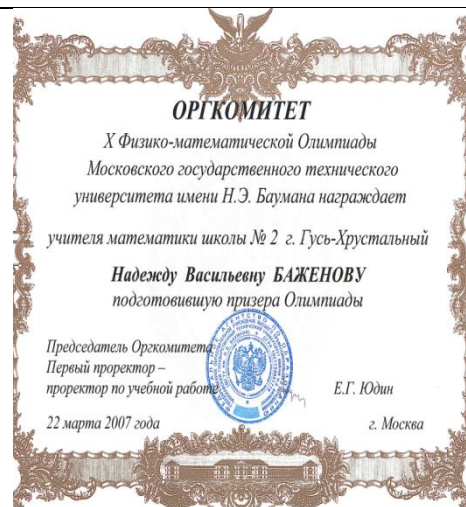 ОРГКОМИТЕТ
X Физико-математической Олимпиады
Московского государственного технического
университета имени Н.Э. Баумана награждает
учителя математики школы № 2 г. Гусь-Хрустальный
Надежду Васильевну БАЖЕНОВУ
подготовившую призера Олимпиады
Председатель Оргкомитета
Первый проректор –
проректор по учебной работе
Е.Г. Юдин
22 марта 2007 года
г. Москва